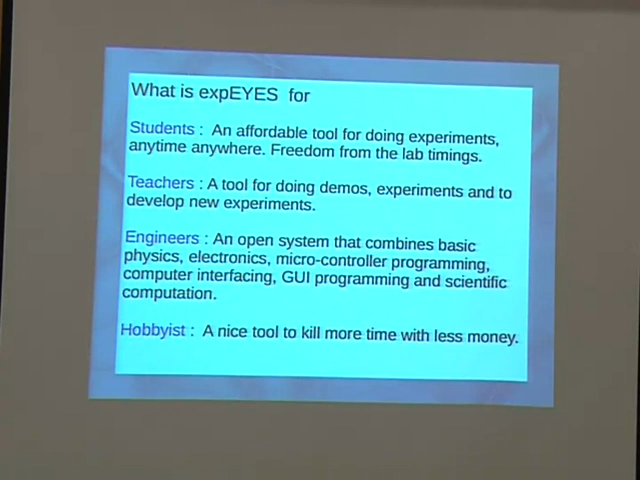 What is expEYES for
Students : An affordable tool for doing experiments,
anytime anywhere. Freedom from the lab timings.
Teachers : A tool for doing demos, experiments and to
develop new experiments.
Engineers : An open system that combines basic
physics, electronics, micro-controller programming,
computer interfacing, GUI programming and scientific
computation.
Hobbyist : A nice tool to kill more time with less money.